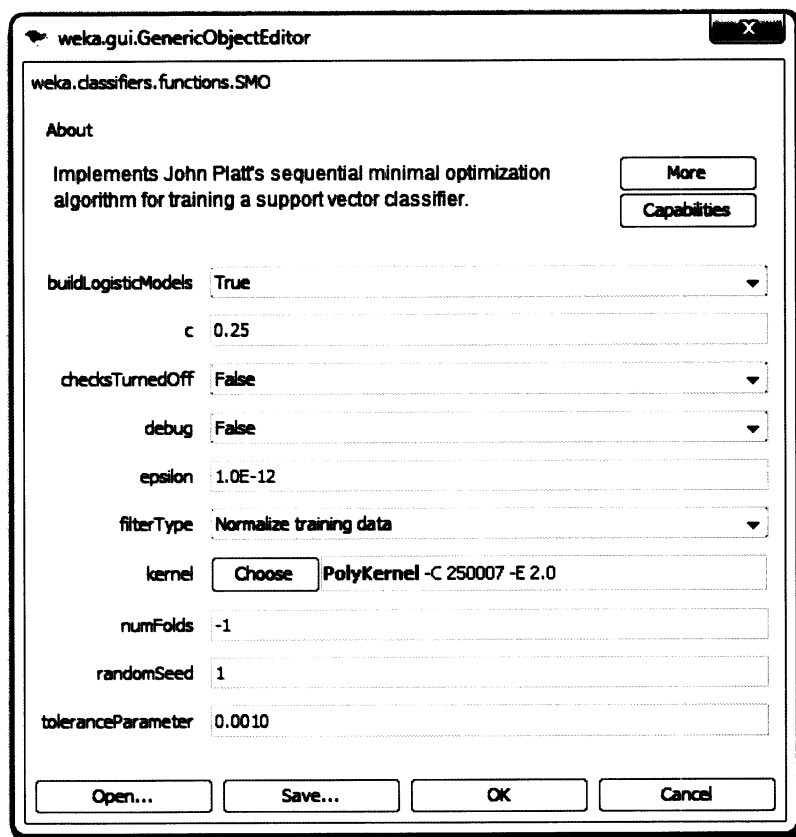 weka.gui.GenericObjectEditor
X
weka.classifiers.functions.SMO
About
Implements John Platt's sequential minimal optimization
algorithm for training a support vector classifier.
More
Capabilities
buildLogisticModels True
c 0.25
checksTurnedOff False
debug False
epsilon 1.0E-12
filterType Normalize training data
kernel Choose PolyKernel -C 250007 -E 2.0
numFolds -1
randomSeed 1
toleranceParameter 0.0010
Open... Save... OK Cancel